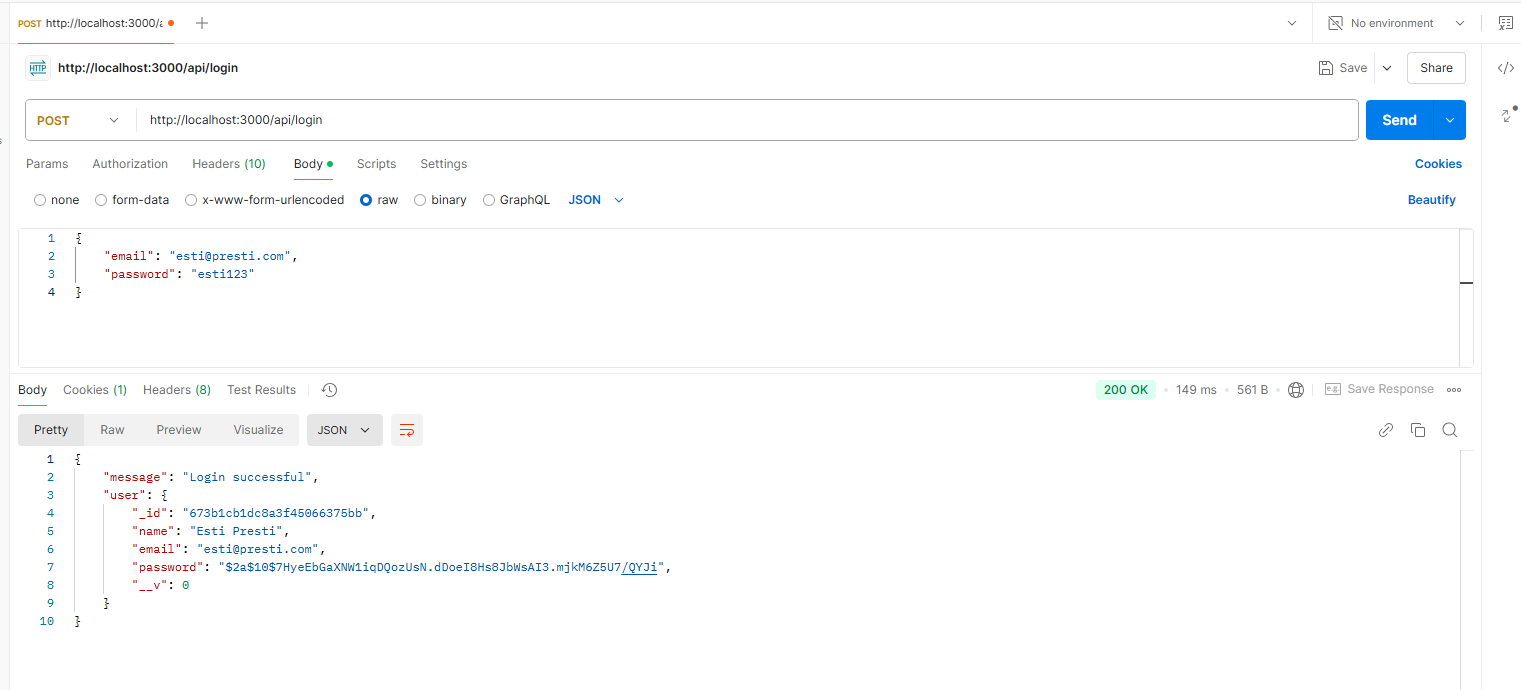 POST http://localhost:3000/a
No environment
HTTP http://localhost:3000/api/login
Save
Share
POST http://localhost:3000/api/login
Send
Params Authorization Headers (10) Body Scripts Settings
Cookies
none form-data x-www-form-urlencoded raw binary GraphQL JSON
Beautify
1 {
2 "email": "esti@presti.com",
3 "password": "esti123"
4 }
Body Cookies (1) Headers (8) Test Results
200 OK • 149 ms • 561 B •
e.g. Save Response
Pretty Raw Preview Visualize JSON
1 {
2 "message": "Login successful",
3 "user": {
4 "_id": "673b1cb1dc8a3f45066375bb",
5 "name": "Esti Presti",
6 "email": "esti@presti.com",
7 "password": "$2a$10$7HyeEbGaXNW1iqDQozUsN.dDoeI8Hs8JbWsAI3.mjkM6Z5U7/QYJi",
8 "__v": 0
9 }
10 }